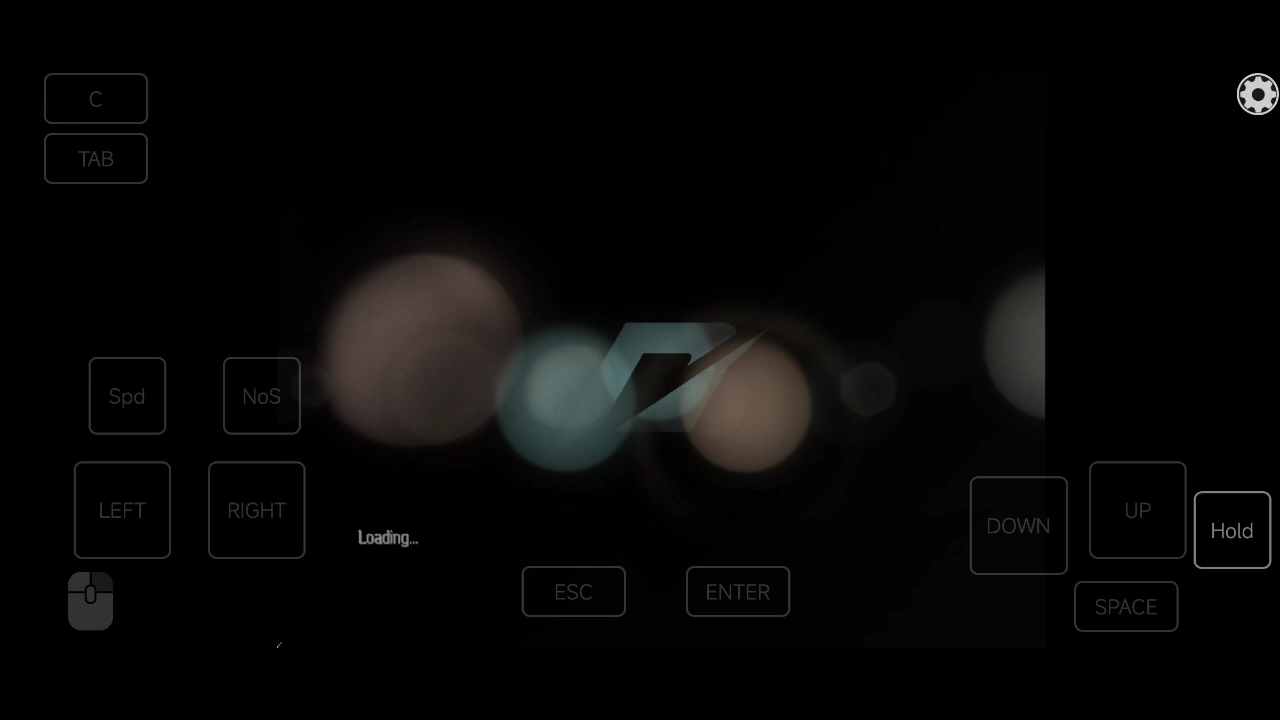 C
TAB
Spd
NoS
LEFT
RIGHT
Loading...
DOWN
UP
Hold
ESC
ENTER
SPACE